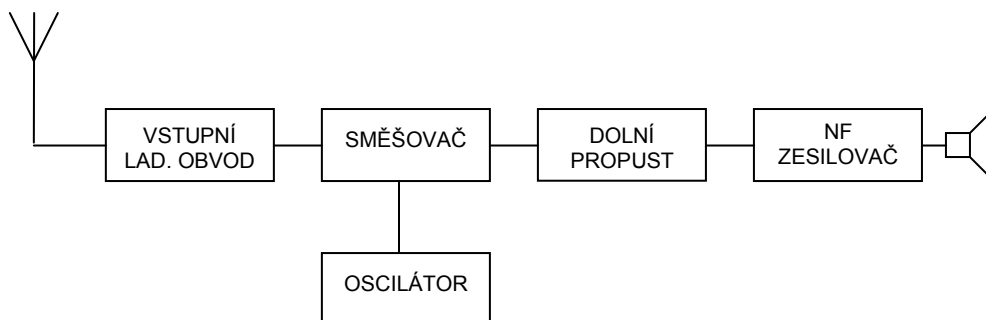 VSTUPNÍ
LAD. OBVOD
SMĚŠOVAČ
DOLNÍ
PROPUST
NF
ZESILOVAČ
OSCILÁTOR